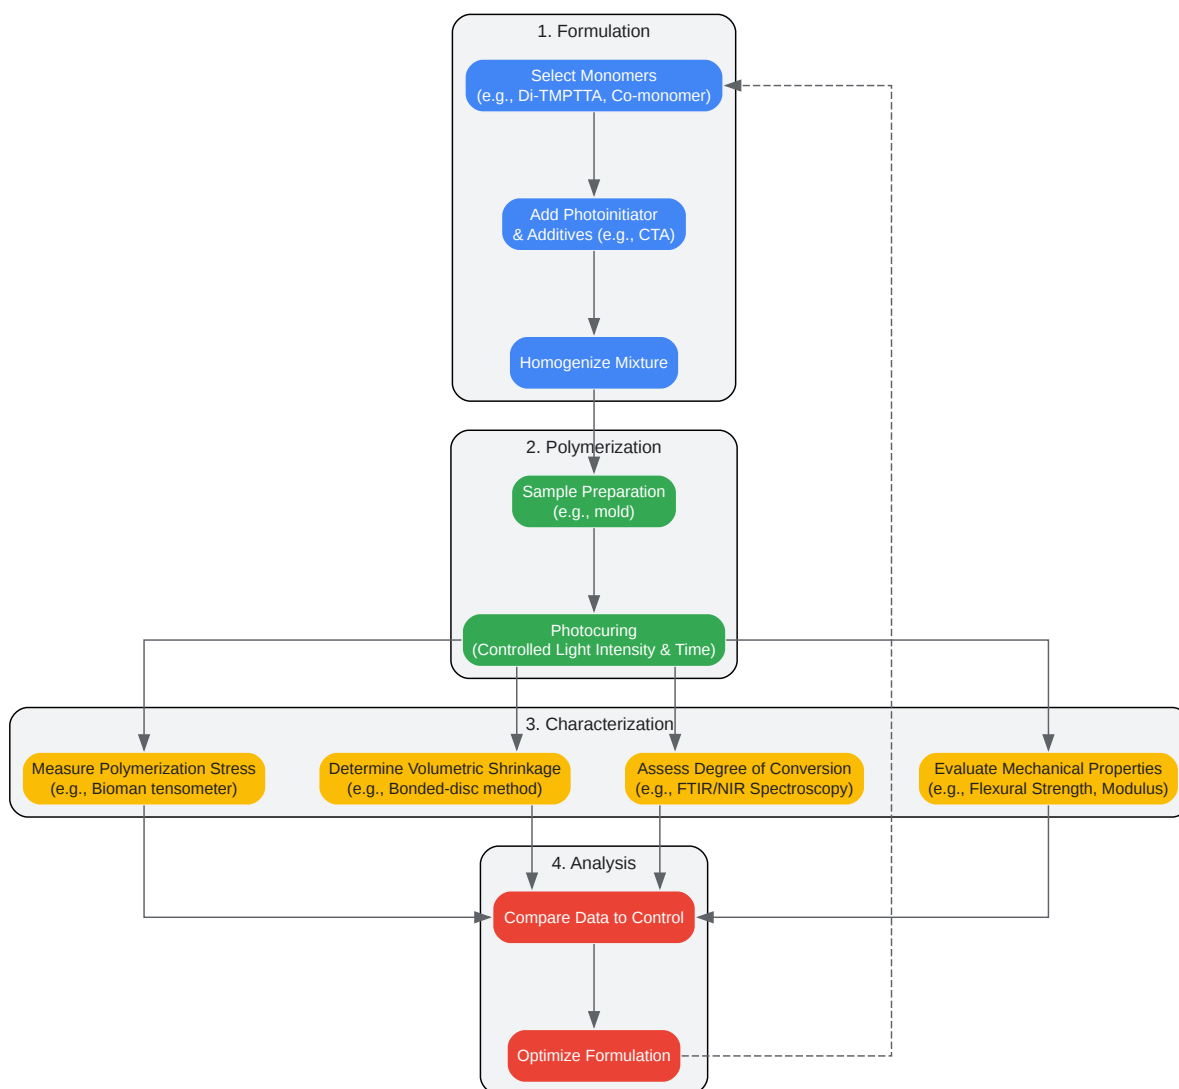 1. Formulation
Select Monomers
(e.g., Di-TMPTTA, Co-monomer)
Add Photoinitiator
& Additives (e.g., CTA)
Homogenize Mixture
2. Polymerization
Sample Preparation
(e.g., mold)
Photocuring
(Controlled Light Intensity & Time)
3. Characterization
Measure Polymerization Stress
(e.g., Bioman tensometer)
Determine Volumetric Shrinkage
(e.g., Bonded-disc method)
Assess Degree of Conversion
(e.g., FTIR/NIR Spectroscopy)
Evaluate Mechanical Properties
(e.g., Flexural Strength, Modulus)
4. Analysis
Compare Data to Control
Optimize Formulation